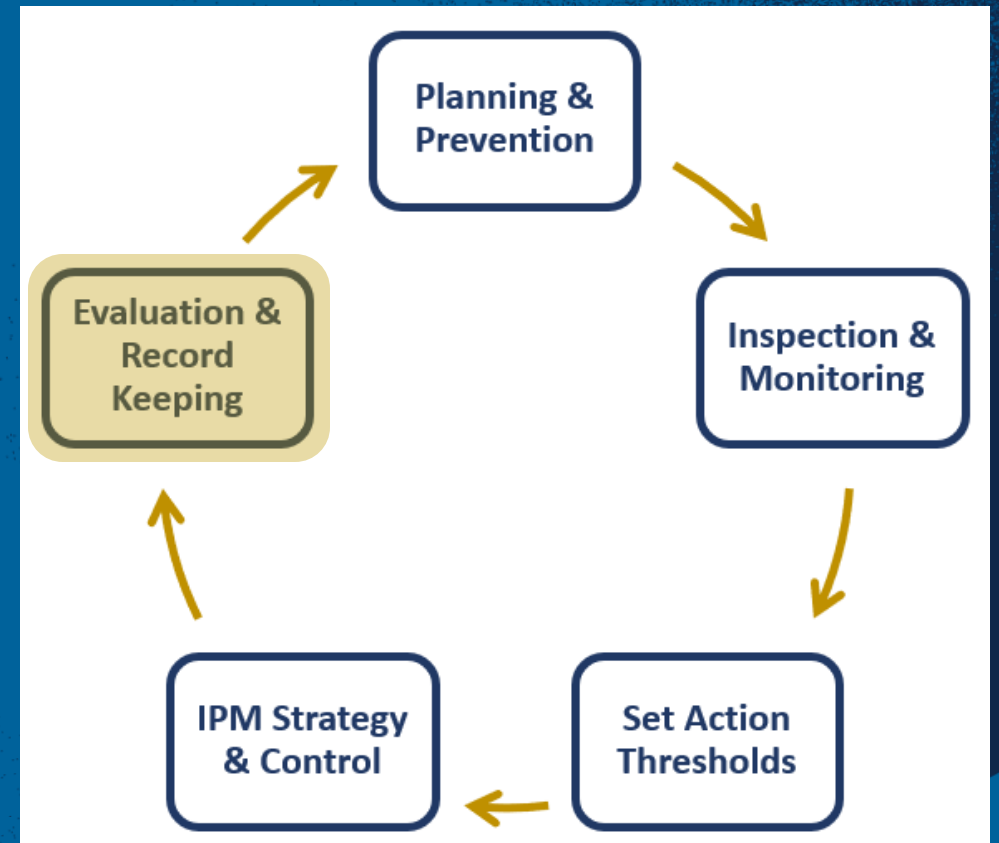 Planning &
Prevention
Inspection &
Monitoring
Set Action
Thresholds
IPM Strategy
& Control
Evaluation &
Record
Keeping